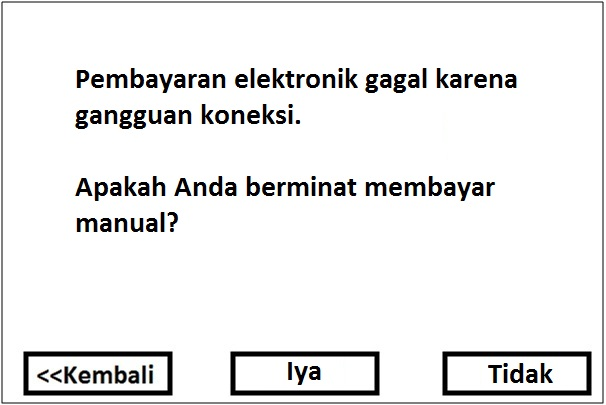 Pembayaran elektronik gagal karena
gangguan koneksi.
Apakah Anda berminat membayar
manual?
<<Kembali
Iya
Tidak